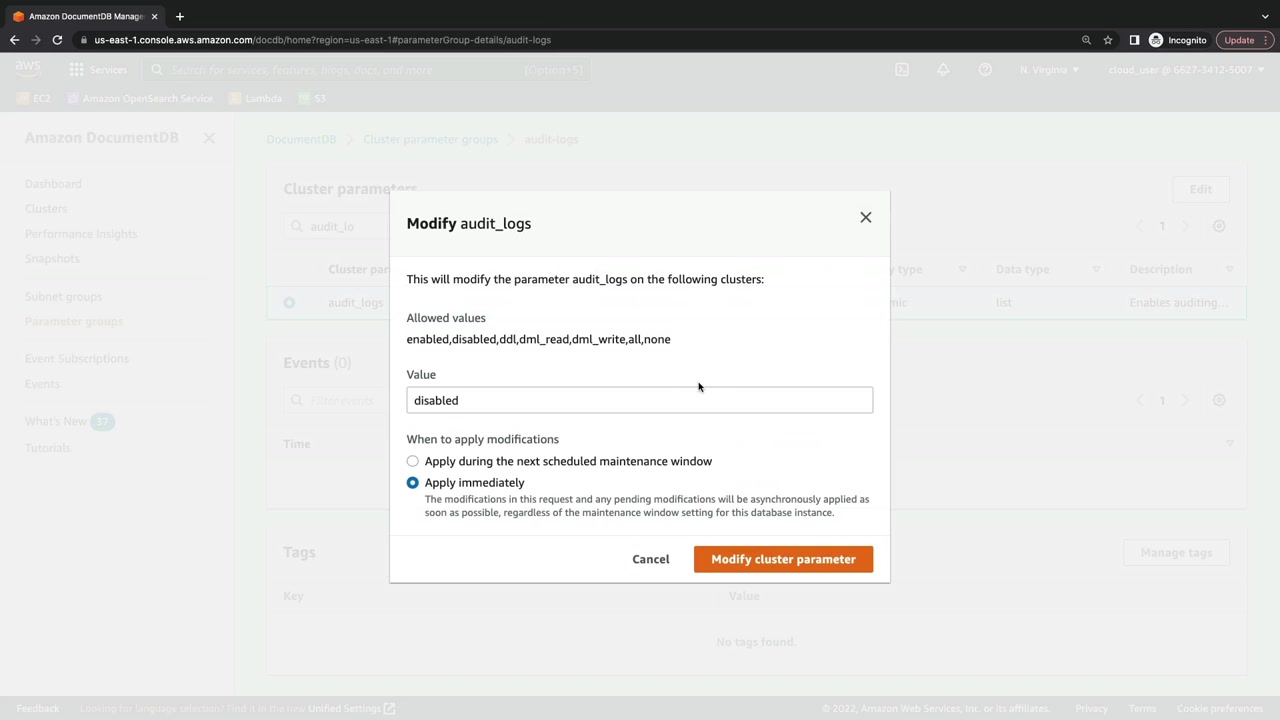 Amazon DocumentDB Manage
us-east-1.console.aws.amazon.com/docdb/home?region=us-east-1#parameterGroup-details/audit-logs
Incognito
Update
aws
Services
Search for services, features, blogs, docs, and more
[Option+S]
N. Virginia
cloud_user @ 6627-3412-5007
EC2
Amazon OpenSearch Service
Lambda
S3
Amazon DocumentDB
Dashboard
Clusters
Performance Insights
Snapshots
Subnet groups
Parameter groups
Event Subscriptions
Events
What's New 57
Tutorials
DocumentDB
Cluster parameter groups
audit-logs
Cluster parameters
Edit
audit_lo
1
Cluster par
y type
Data type
Description
audit_logs
mic
list
Enables auditing...
Events (0)
Filter events
1
Time
Tags
Manage tags
Key
Value
No tags found.
Modify audit_logs
This will modify the parameter audit_logs on the following clusters:
Allowed values
enabled,disabled,ddl,dml_read,dml_write,all,none
Value
disabled
When to apply modifications
Apply during the next scheduled maintenance window
Apply immediately
The modifications in this request and any pending modifications will be asynchronously applied as
soon as possible, regardless of the maintenance window setting for this database instance.
Cancel
Modify cluster parameter
Feedback
Looking for language selection? Find it in the new Unified Settings
© 2022, Amazon Web Services, Inc. or its affiliates.
Privacy
Terms
Cookie preferences